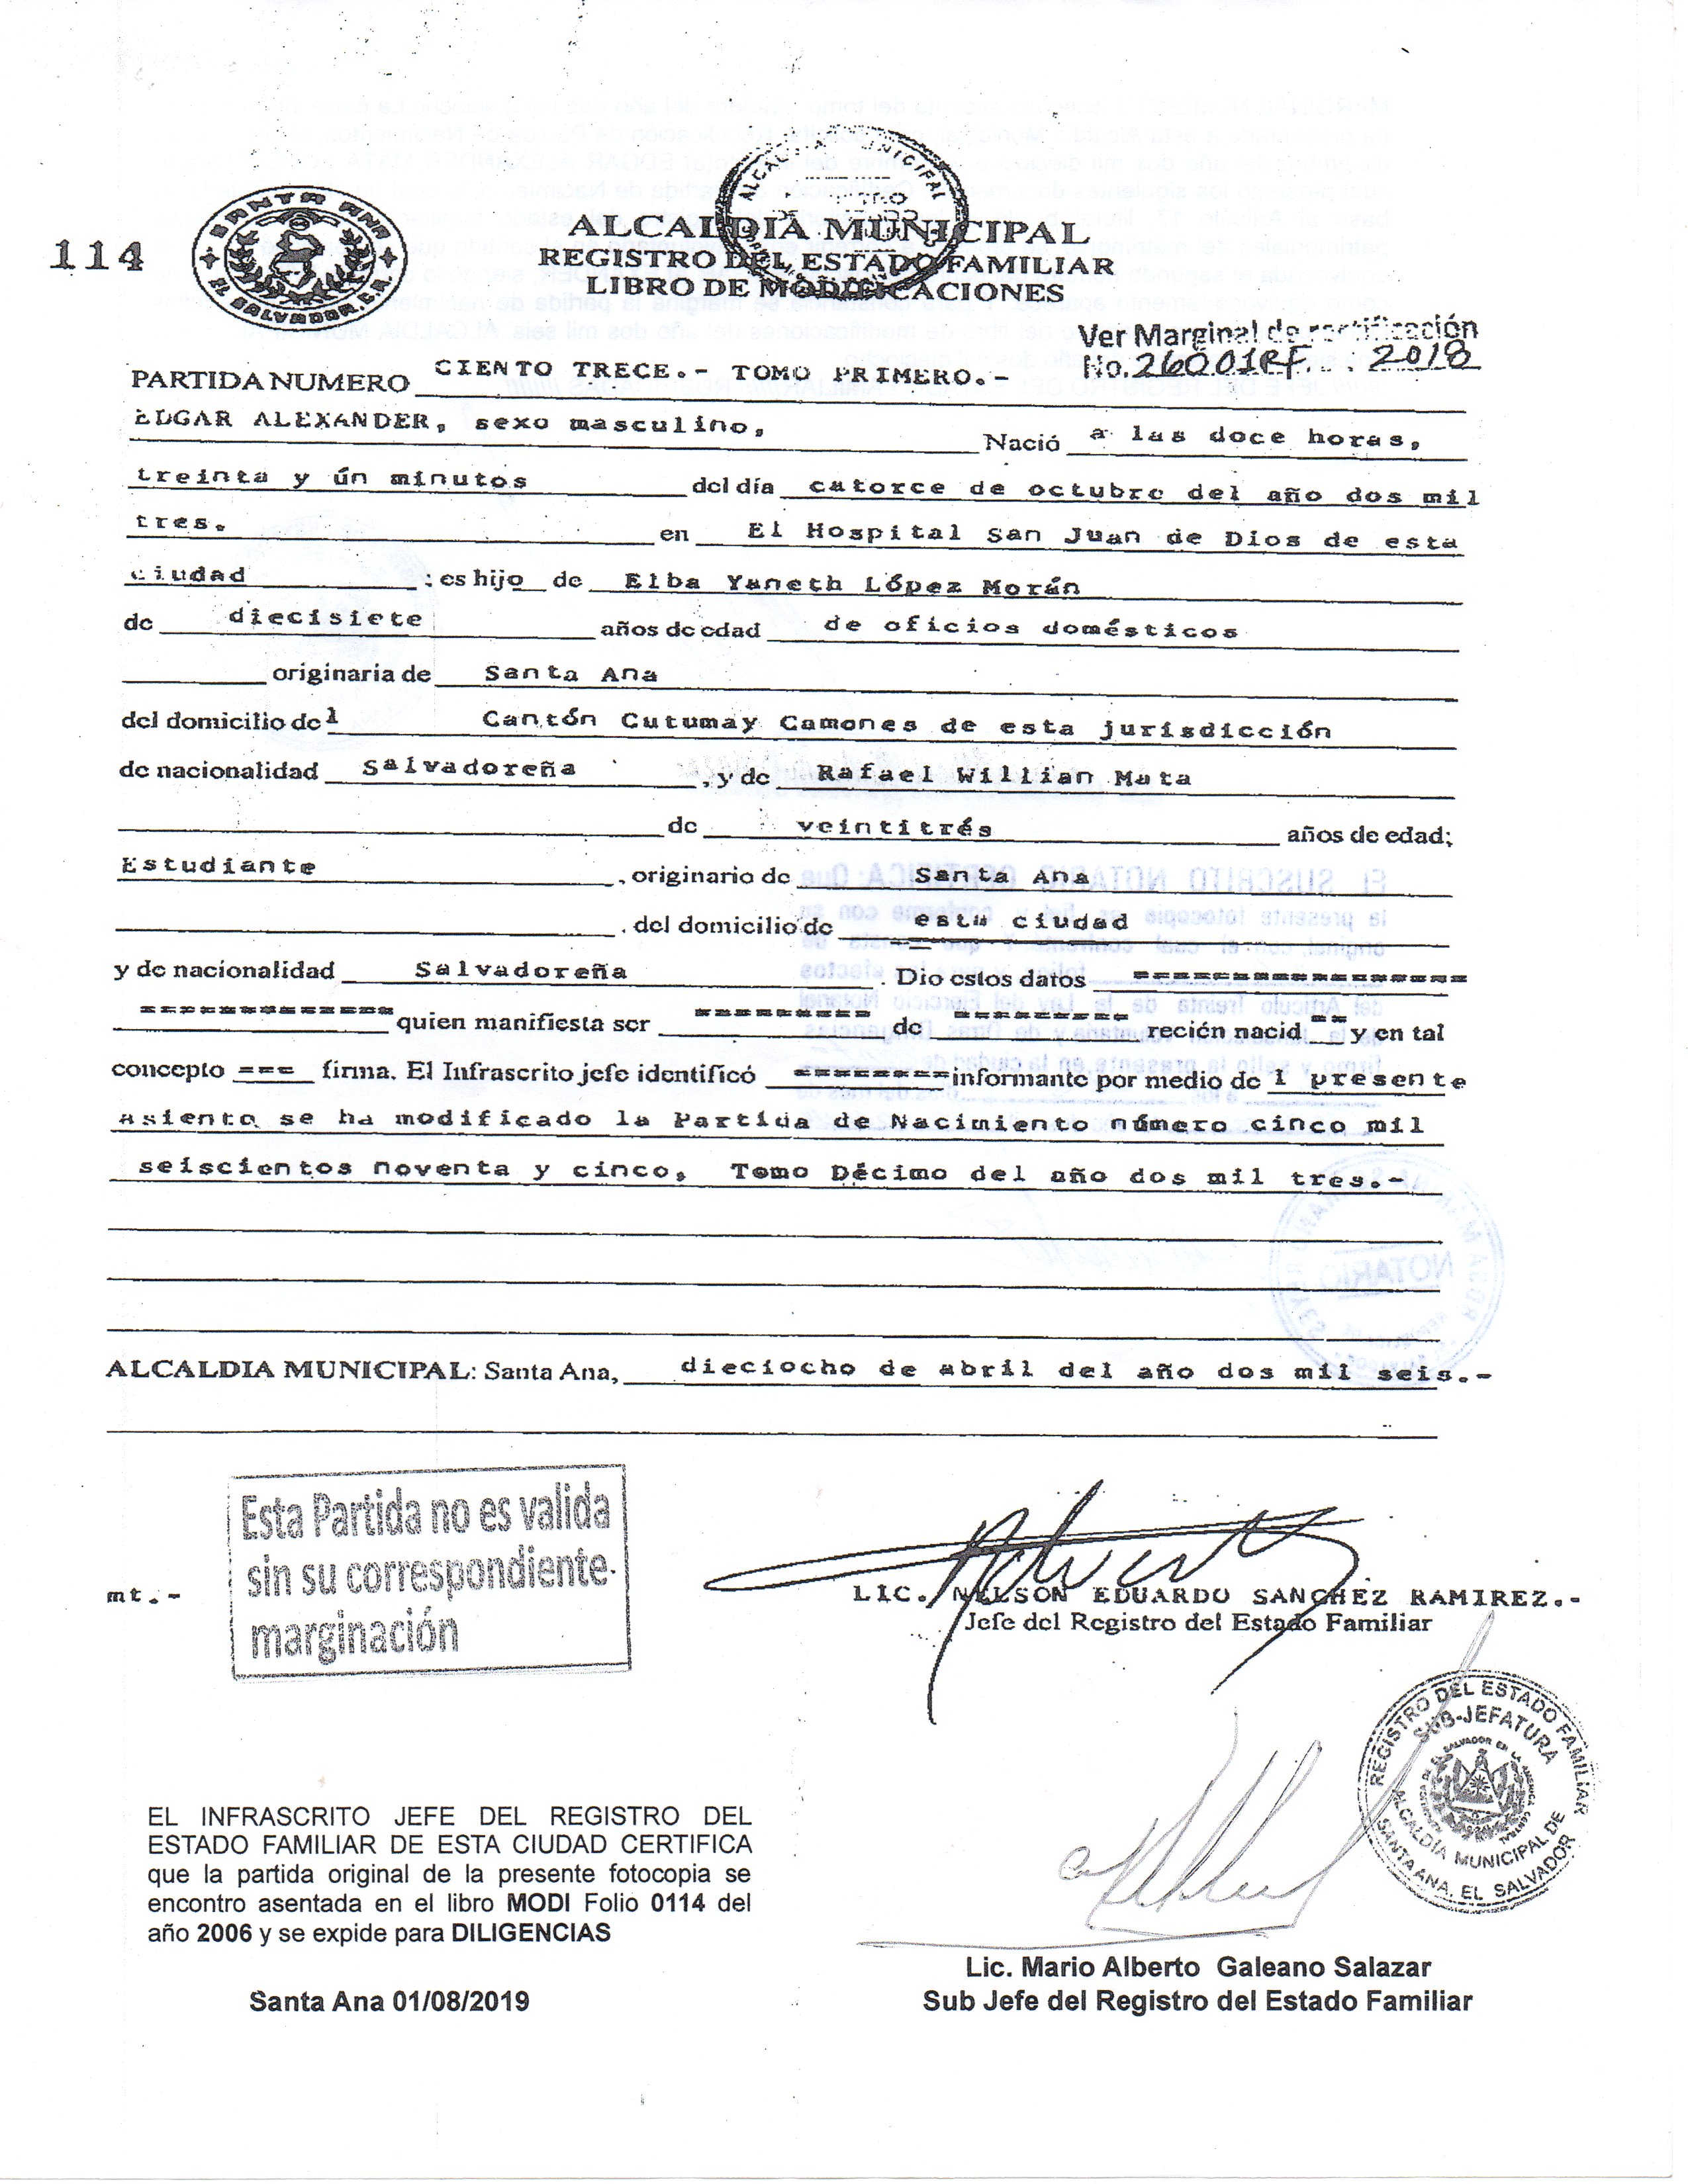 114
SANTA ANA
EL SALVADOR, C.A.
ALCALDIA MUNICIPAL
ALCALDIA MUNICIPAL
REGISTRO DEL ESTADO FAMILIAR
LIBRO DE MODIFICACIONES
Ver Marginal de rectificación
No. 26001RF... 2018
PARTIDA NUMERO CIENTO TRECE.- TOMO PRIMERO.-
EDGAR ALEXANDER, sexo masculino, Nació a las doce horas,
treinta y ún minutos del día catorce de octubre del año dos mil
tres. en El Hospital San Juan de Dios de esta
ciudad ; es hijo de Elba Yaneth López Morán
de diecisiete años de edad de oficios domésticos
originaria de Santa Ana
del domicilio del Cantón Cutumay Camones de esta jurisdicción
de nacionalidad Salvadoreña , y de Rafael Willian Mata
de veintitrés años de edad;
Estudiante , originario de Santa Ana
. del domicilio de esta ciudad
y de nacionalidad Salvadoreña . Dio estos datos ==================
============= quien manifiesta ser ========= de ========= recién nacid == y en tal
concepto === firma. El Infrascrito jefe identificó ======== informante por medio de l presente
asiento se ha modificado la Partida de Nacimiento número cinco mil
seiscientos noventa y cinco, Tomo Décimo del año dos mil tres.-
ALCALDIA MUNICIPAL: Santa Ana, dieciocho de abril del año dos mil seis.-
Esta Partida no es valida
sin su correspondiente
marginación
mt.-
LIC. NELSON EDUARDO SANCHEZ RAMIREZ.-
Jefe del Registro del Estado Familiar
REGISTRO DEL ESTADO FAMILIAR
SUB-JEFATURA
ALCALDÍA MUNICIPAL DE
SANTA ANA, EL SALVADOR
EL INFRASCRITO JEFE DEL REGISTRO DEL
ESTADO FAMILIAR DE ESTA CIUDAD CERTIFICA
que la partida original de la presente fotocopia se
encontro asentada en el libro MODI Folio 0114 del
año 2006 y se expide para DILIGENCIAS
Santa Ana 01/08/2019
Lic. Mario Alberto Galeano Salazar
Sub Jefe del Registro del Estado Familiar